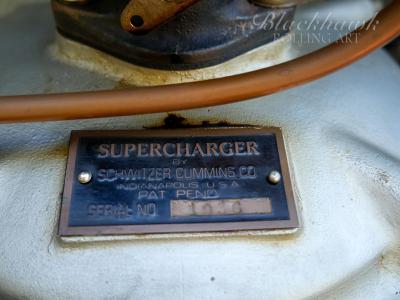 Blackhawk
ROLLING ART
SUPERCHARGER
BY
SCHWITZER-CUMMINS CO
INDIANAPOLIS U S A
PAT PEND
SERIAL NO